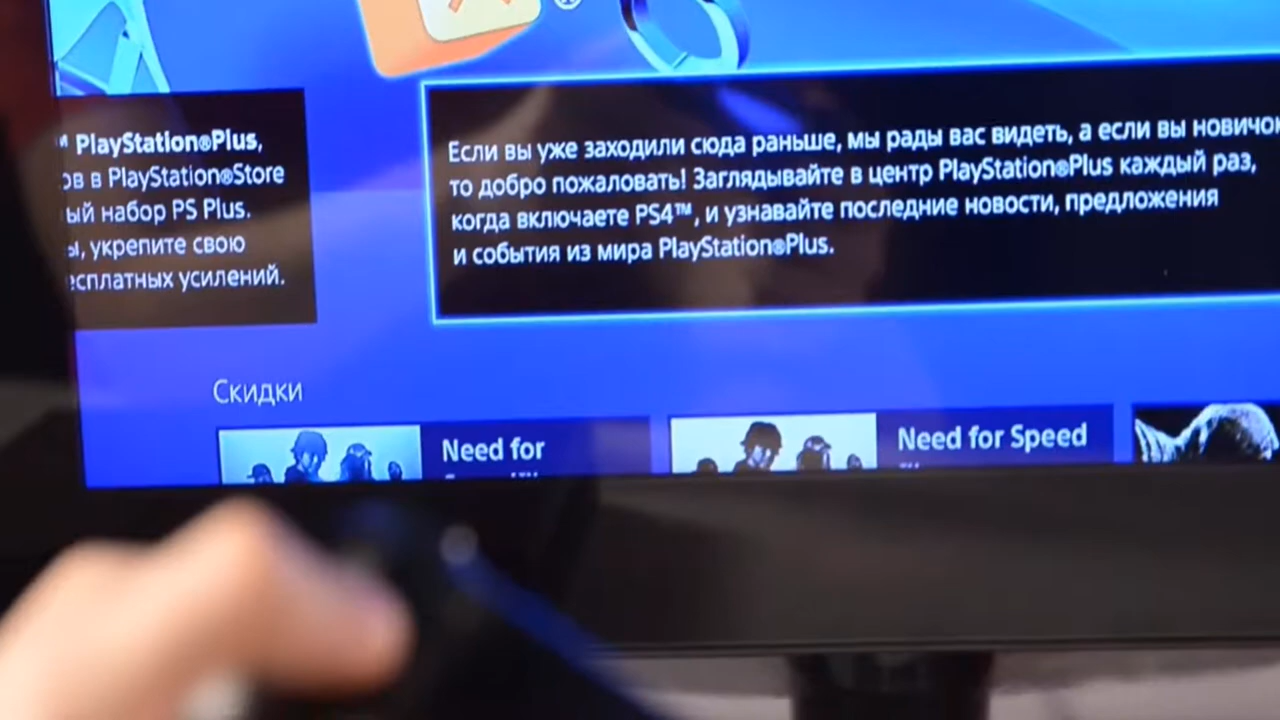 PlayStation®Plus,
в PlayStation®Store
набор PS Plus.
укрепите свою
усилений.
Если вы уже заходили сюда раньше, мы рады вас видеть, а если вы новичок
то добро пожаловать! Заглядывайте в центр PlayStation®Plus каждый раз,
когда включаете PS4™, и узнавайте последние новости, предложения
и события из мира PlayStation®Plus.
Скидки
Need for
Need for Speed